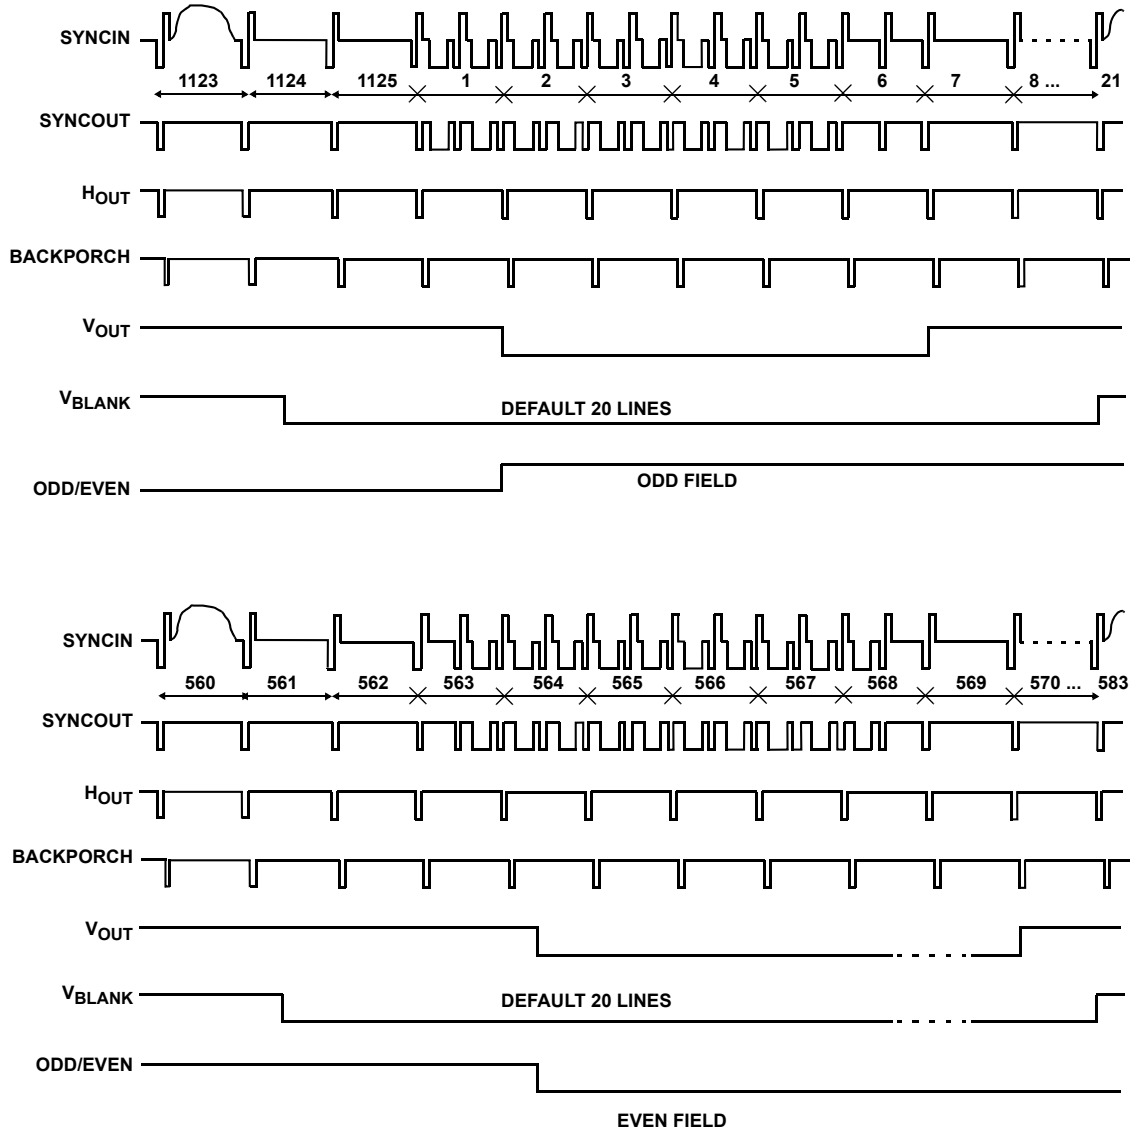 SYNCIN
1123 1124 1125 1 2 3 4 5 6 7 8 ... 21
SYNCOUT
HOUT
BACKPORCH
VOUT
VBLANK
DEFAULT 20 LINES
ODD/EVEN
ODD FIELD
SYNCIN
560 561 562 563 564 565 566 567 568 569 570 ... 583
SYNCOUT
HOUT
BACKPORCH
VOUT
VBLANK
DEFAULT 20 LINES
ODD/EVEN
EVEN FIELD